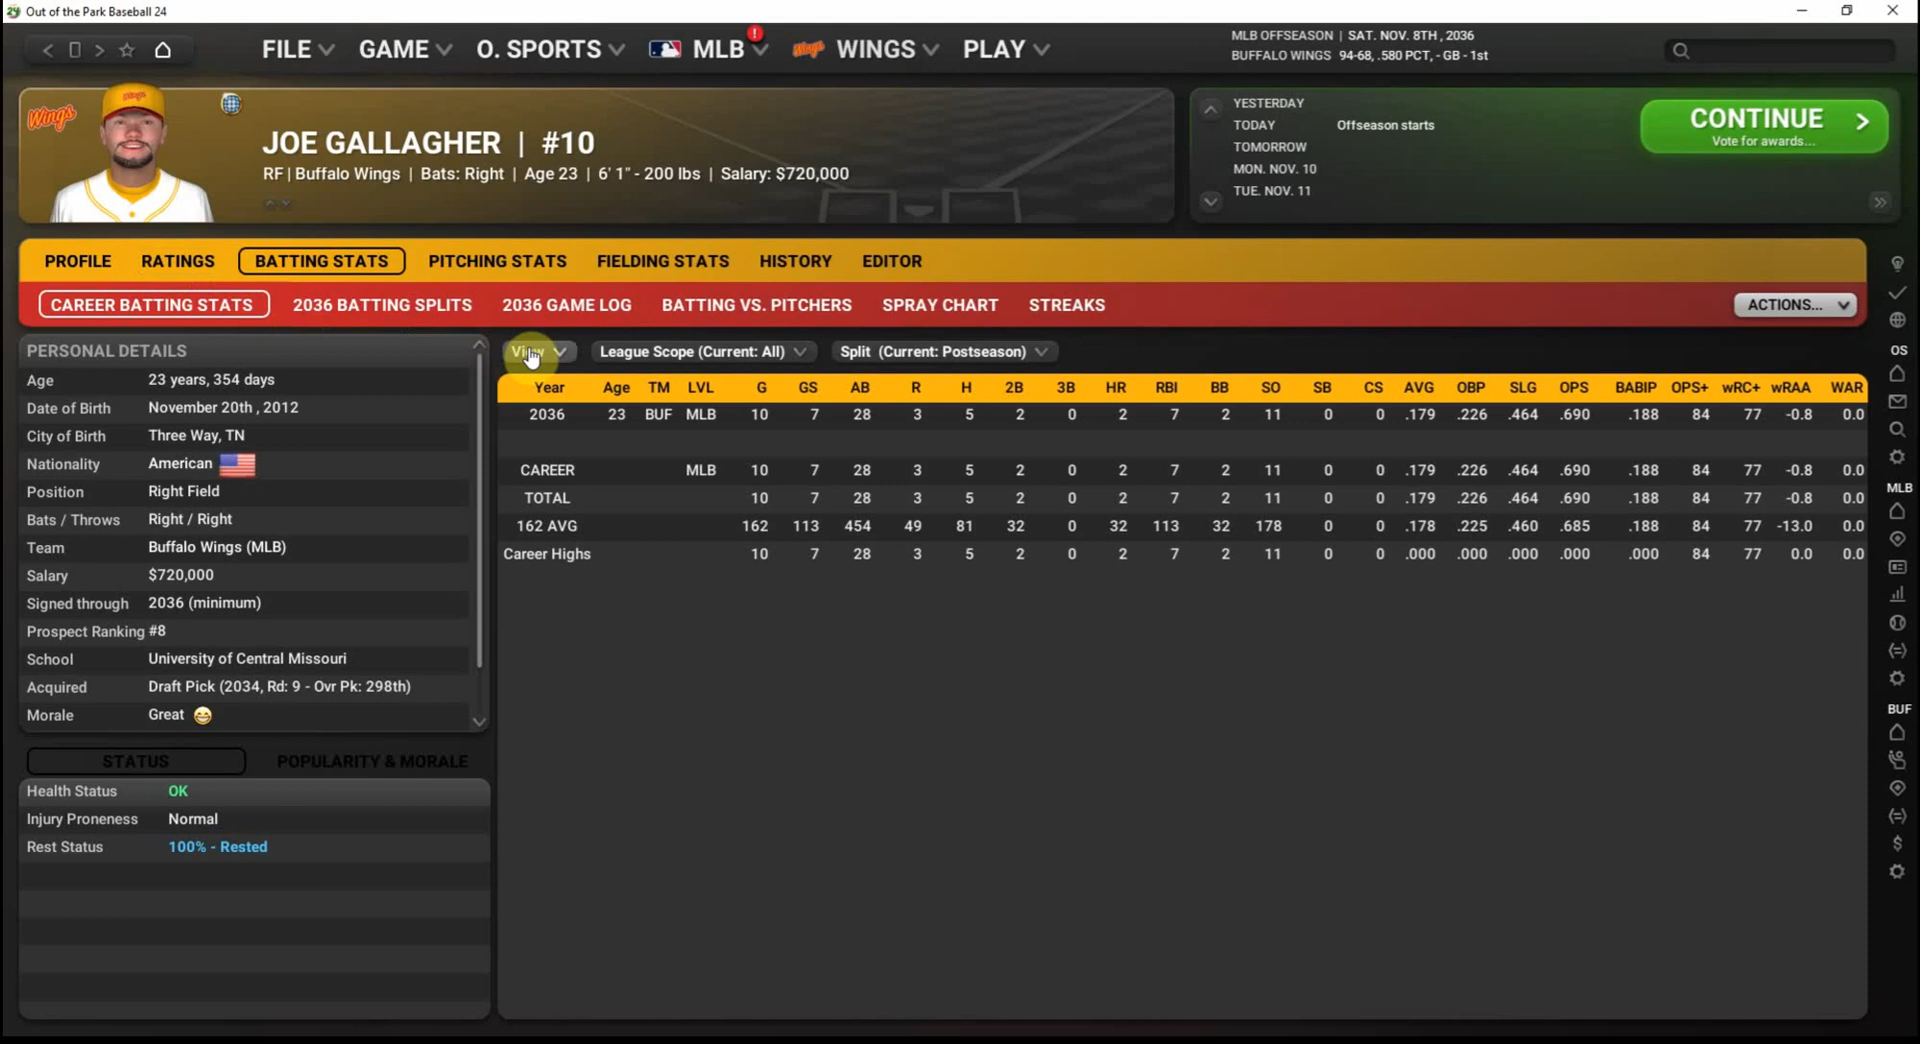 Out of the Park Baseball 24
FILE GAME O. SPORTS MLB ! WINGS PLAY
MLB OFFSEASON | SAT. NOV. 8TH , 2036
BUFFALO WINGS 94-68, .580 PCT, - GB - 1st
Wings
JOE GALLAGHER | #10
RF | Buffalo Wings | Bats: Right | Age 23 | 6' 1" - 200 lbs | Salary: $720,000
YESTERDAY
TODAY Offseason starts
TOMORROW
MON. NOV. 10
TUE. NOV. 11
CONTINUE
Vote for awards...
PROFILE RATINGS BATTING STATS PITCHING STATS FIELDING STATS HISTORY EDITOR
CAREER BATTING STATS 2036 BATTING SPLITS 2036 GAME LOG BATTING VS. PITCHERS SPRAY CHART STREAKS ACTIONS...
PERSONAL DETAILS
Age 23 years, 354 days
Date of Birth November 20th , 2012
City of Birth Three Way, TN
Nationality American
Position Right Field
Bats / Throws Right / Right
Team Buffalo Wings (MLB)
Salary $720,000
Signed through 2036 (minimum)
Prospect Ranking #8
School University of Central Missouri
Acquired Draft Pick (2034, Rd: 9 - Ovr Pk: 298th)
Morale Great
STATUS POPULARITY & MORALE
Health Status OK
Injury Proneness Normal
Rest Status 100% - Rested
View League Scope (Current: All) Split (Current: Postseason)
Year Age TM LVL G GS AB R H 2B 3B HR RBI BB SO SB CS AVG OBP SLG OPS BABIP OPS+ wRC+ wRAA WAR
2036 23 BUF MLB 10 7 28 3 5 2 0 2 7 2 11 0 0 .179 .226 .464 .690 .188 84 77 -0.8 0.0
CAREER MLB 10 7 28 3 5 2 0 2 7 2 11 0 0 .179 .226 .464 .690 .188 84 77 -0.8 0.0
TOTAL 10 7 28 3 5 2 0 2 7 2 11 0 0 .179 .226 .464 .690 .188 84 77 -0.8 0.0
162 AVG 162 113 454 49 81 32 0 32 113 32 178 0 0 .178 .225 .460 .685 .188 84 77 -13.0 0.0
Career Highs 10 7 28 3 5 2 0 2 7 2 11 0 0 .000 .000 .000 .000 .000 84 77 0.0 0.0
OS
MLB
BUF